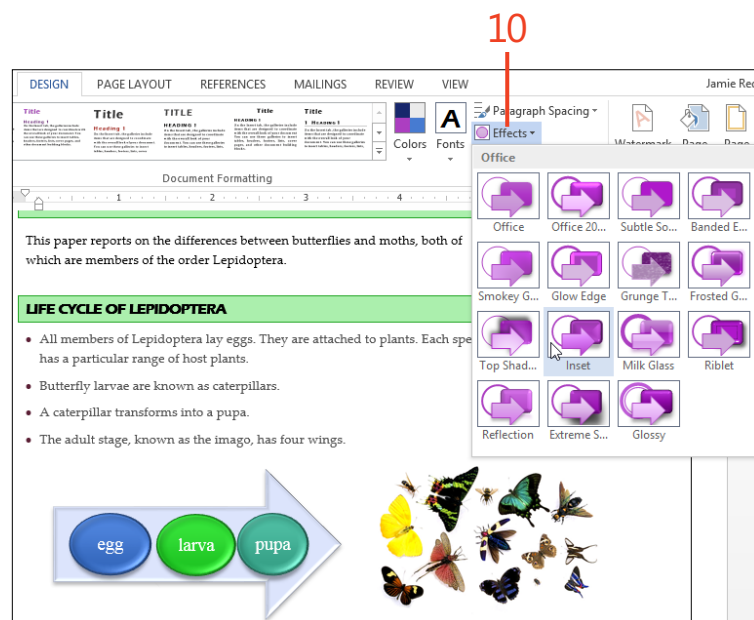 10
DESIGN PAGE LAYOUT REFERENCES MAILINGS REVIEW VIEW Jamie Rec
Title Title TITLE Title Title
Heading 1 Heading 1 HEADING 1 HEADING 1 1 Heading 1
Colors Fonts
Paragraph Spacing
Effects
Watermark Page Page
Document Formatting
1 2 3 4
Office
Office Office 20... Subtle So... Banded E...
Smokey G... Glow Edge Grunge T... Frosted G...
Top Shad... Inset Milk Glass Riblet
Reflection Extreme S... Glossy
This paper reports on the differences between butterflies and moths, both of
which are members of the order Lepidoptera.
LIFE CYCLE OF LEPIDOPTERA
• All members of Lepidoptera lay eggs. They are attached to plants. Each spe
has a particular range of host plants.
• Butterfly larvae are known as caterpillars.
• A caterpillar transforms into a pupa.
• The adult stage, known as the imago, has four wings.
egg larva pupa